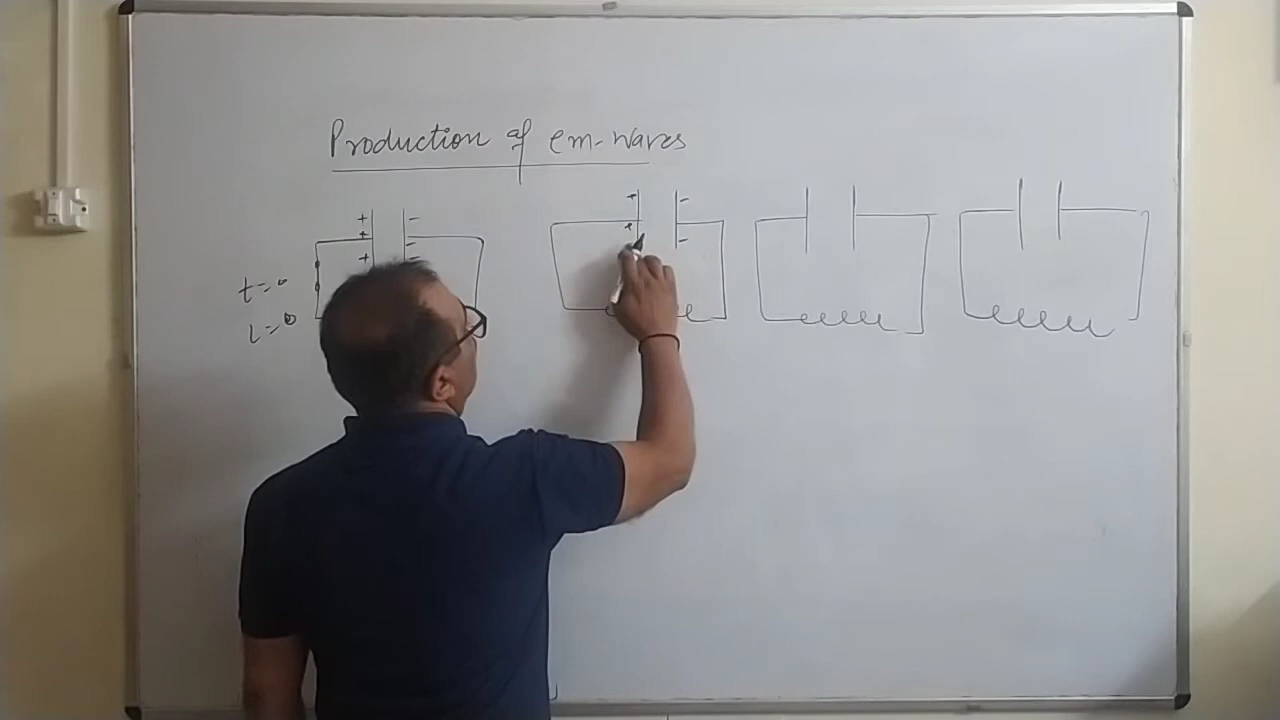 Production of em-waves
+ -
+ -
+ -
t=0
i=0
+ -
+ -